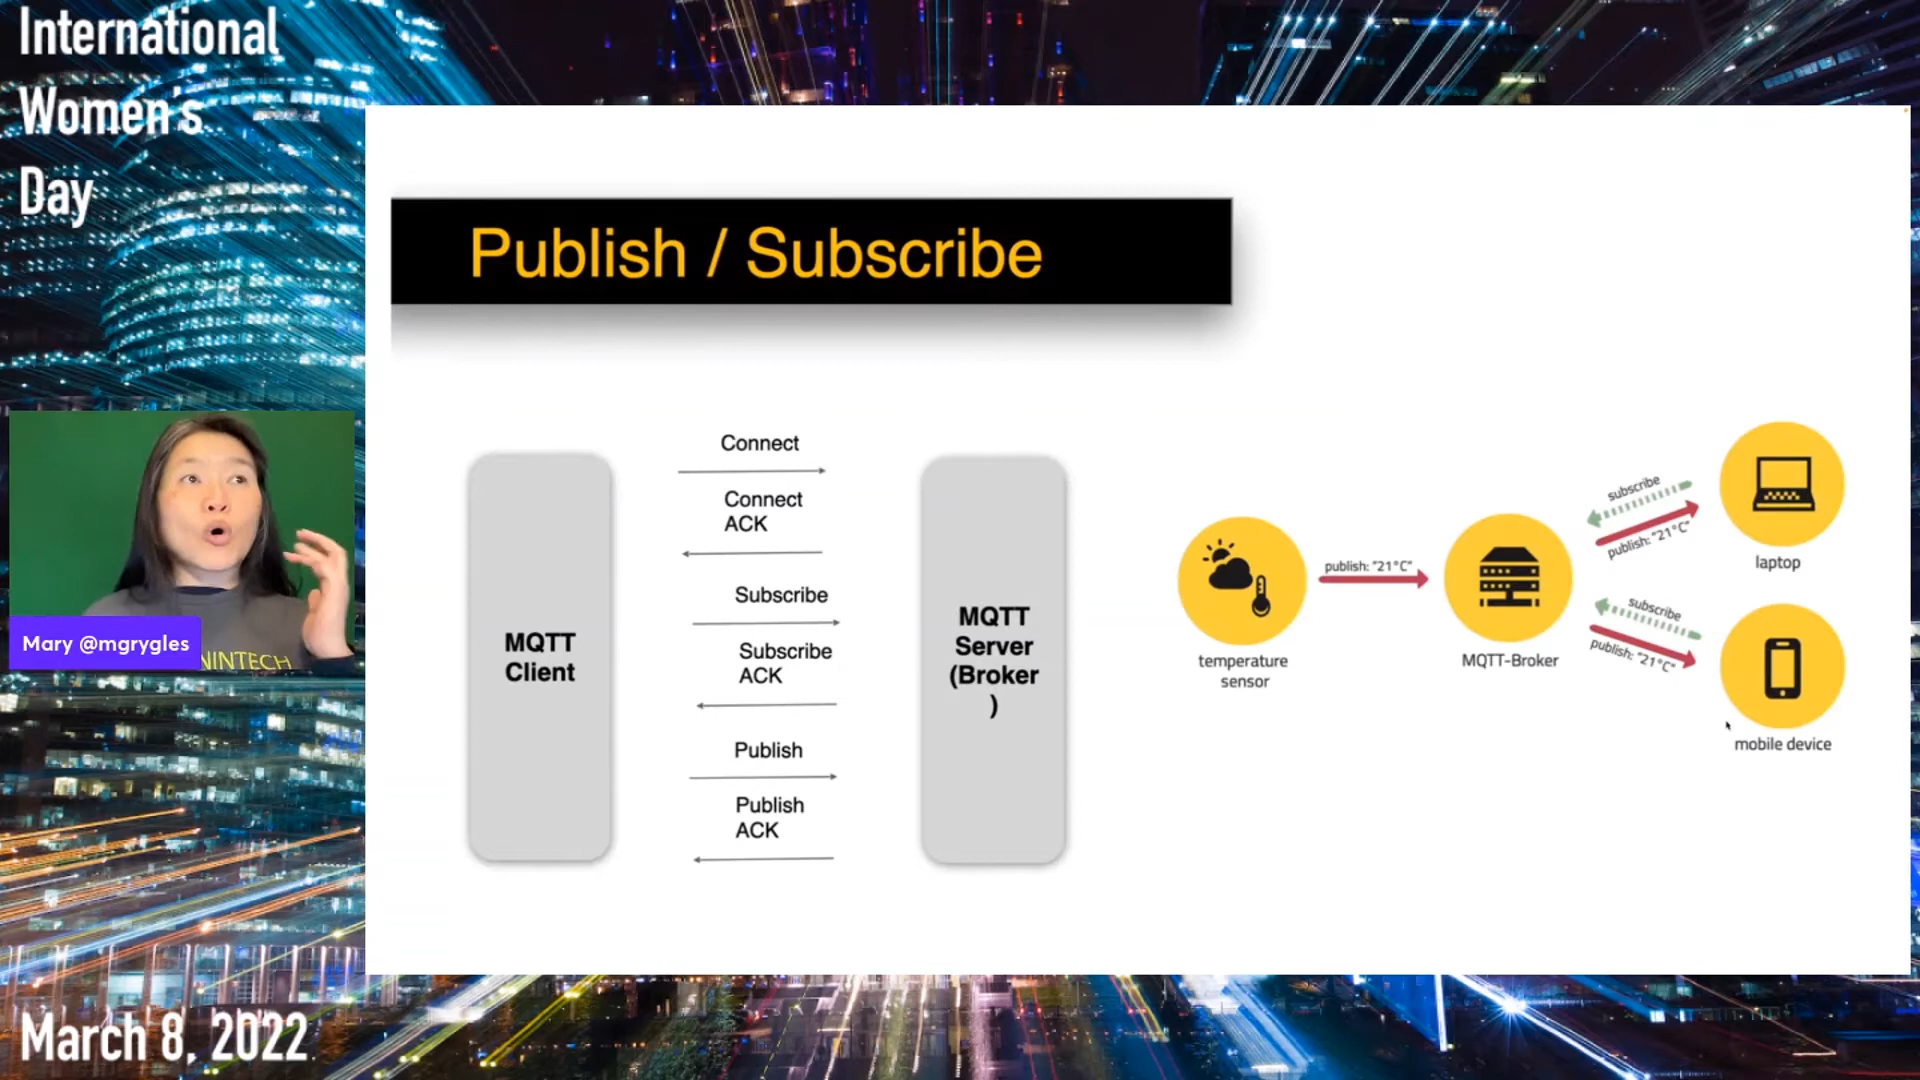 International
Women's
Day
Publish / Subscribe
Connect
Connect
ACK
Subscribe
Subscribe
ACK
Publish
Publish
ACK
MQTT
Client
MQTT
Server
(Broker
)
temperature
sensor
publish: "21°C"
MQTT-Broker
subscribe
publish: "21°C"
laptop
subscribe
publish: "21°C"
mobile device
Mary @mgrygles
NINTECH
March 8, 2022